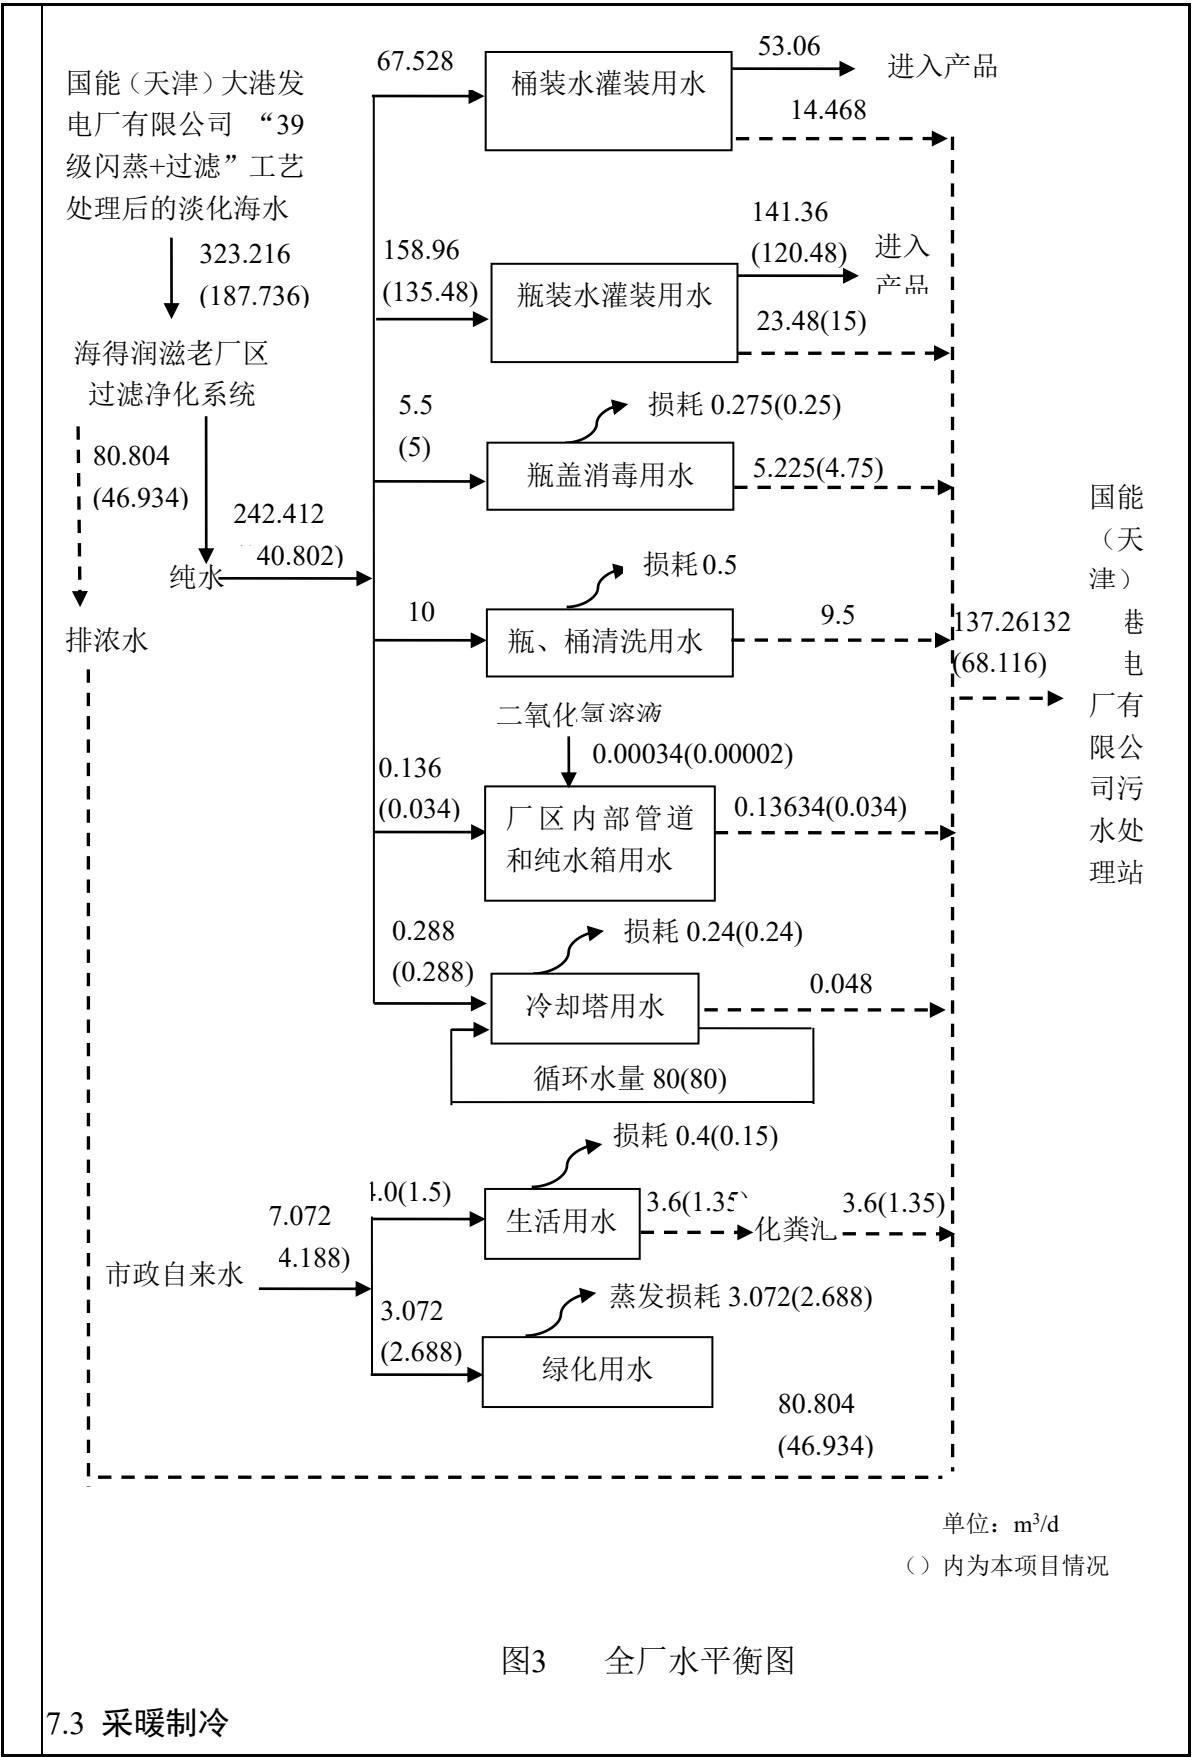 国能（天津）大港发
电厂有限公司 “39
级闪蒸+过滤”工艺
处理后的淡化海水
323.216
(187.736)
海得润滋老厂区
过滤净化系统
80.804
(46.934)
242.412
40.802)
纯水
排浓水
67.528
桶装水灌装用水
53.06
进入产品
14.468
158.96
(135.48)
瓶装水灌装用水
141.36
(120.48)
进入
产品
23.48(15)
5.5
(5)
瓶盖消毒用水
损耗 0.275(0.25)
5.225(4.75)
10
瓶、桶清洗用水
损耗 0.5
9.5
二氧化氯溶液
0.00034(0.00002)
0.136
(0.034)
厂区内部管道
和纯水箱用水
0.13634(0.034)
0.288
(0.288)
冷却塔用水
损耗 0.24(0.24)
0.048
循环水量 80(80)
137.26132
(68.116)
国能
（天
津）
巷
电
厂有
限公
司污
水处
理站
市政自来水
7.072
4.188)
4.0(1.5)
生活用水
损耗 0.4(0.15)
3.6(1.35)
化粪池
3.6(1.35)
3.072
(2.688)
绿化用水
蒸发损耗 3.072(2.688)
80.804
(46.934)
单位：m³/d
（）内为本项目情况
图3 全厂水平衡图
7.3 采暖制冷